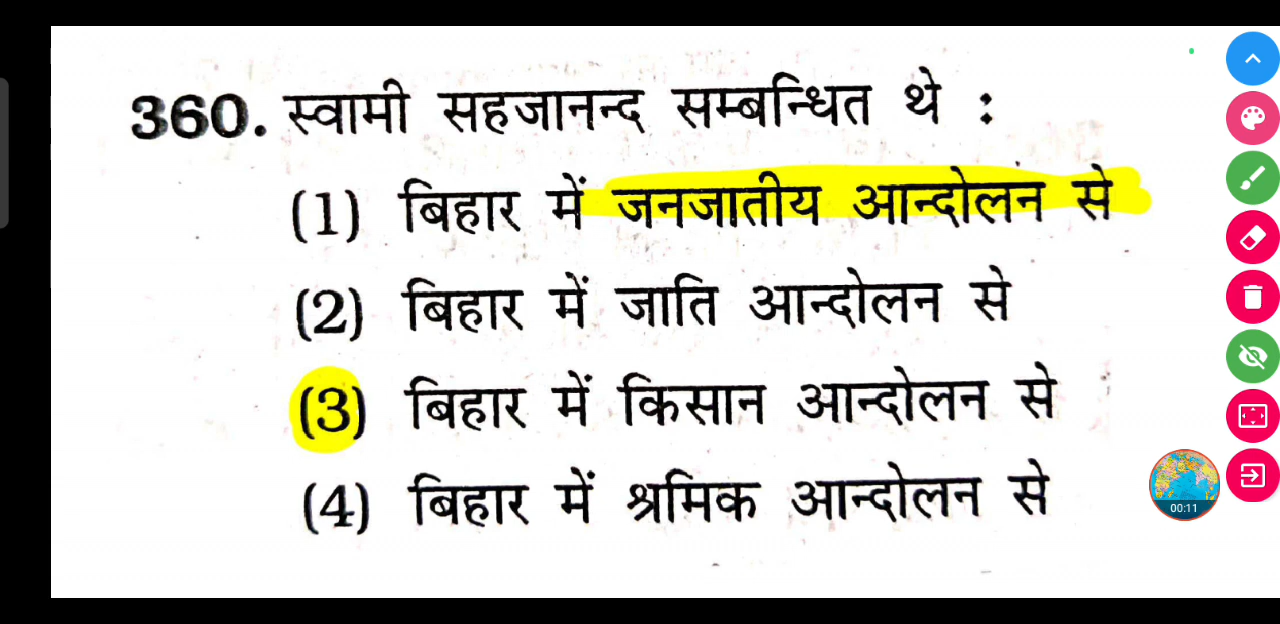 360. स्वामी सहजानन्द सम्बन्धित थे :
(1) बिहार में जनजातीय आन्दोलन से
(2) बिहार में जाति आन्दोलन से
(3) बिहार में किसान आन्दोलन से
(4) बिहार में श्रमिक आन्दोलन से
00:11